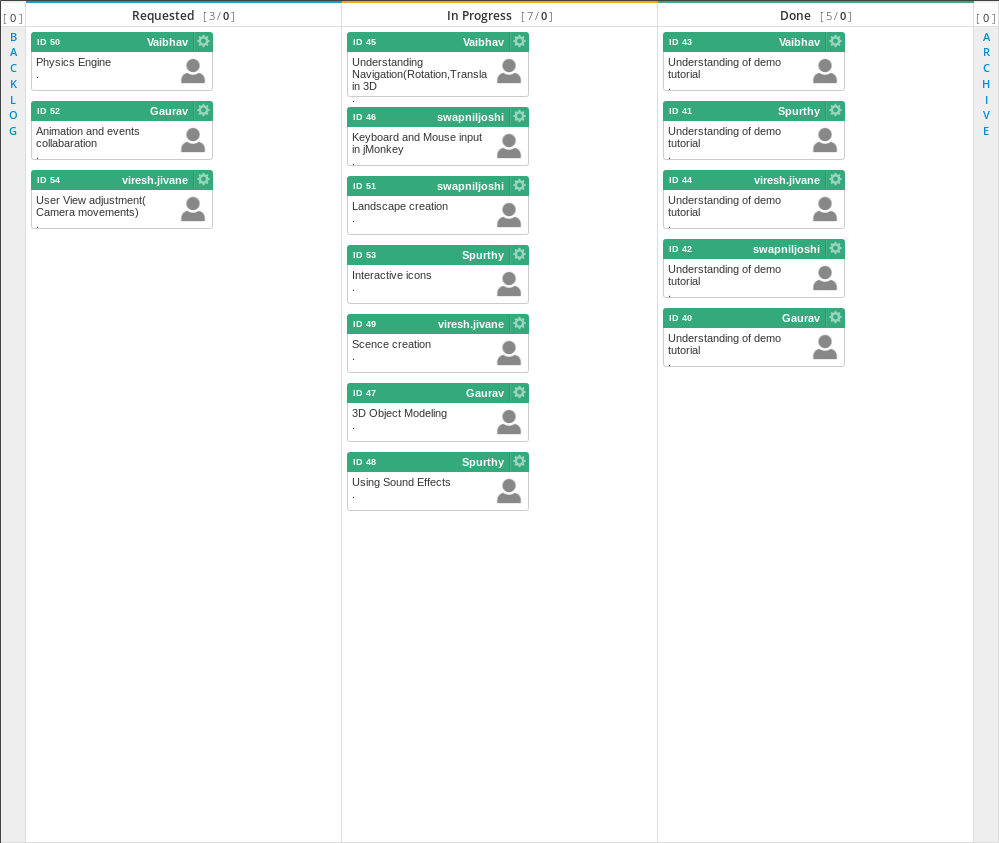 [ 0 ]
B
A
C
K
L
O
G
Requested [ 3 / 0 ]
ID 50 Vaibhav
Physics Engine
.
ID 52 Gaurav
Animation and events
collabaration
.
ID 54 viresh.jivane
User View adjustment(
Camera movements)
.
In Progress [ 7 / 0 ]
ID 45 Vaibhav
Understanding
Navigation(Rotation,Transla
in 3D
.
ID 46 swapniljoshi
Keyboard and Mouse input
in jMonkey
.
ID 51 swapniljoshi
Landscape creation
.
ID 53 Spurthy
Interactive icons
.
ID 49 viresh.jivane
Scence creation
.
ID 47 Gaurav
3D Object Modeling
.
ID 48 Spurthy
Using Sound Effects
.
Done [ 5 / 0 ]
ID 43 Vaibhav
Understanding of demo
tutorial
.
ID 41 Spurthy
Understanding of demo
tutorial
.
ID 44 viresh.jivane
Understanding of demo
tutorial
.
ID 42 swapniljoshi
Understanding of demo
tutorial
.
ID 40 Gaurav
Understanding of demo
tutorial
.
[ 0 ]
A
R
C
H
I
V
E